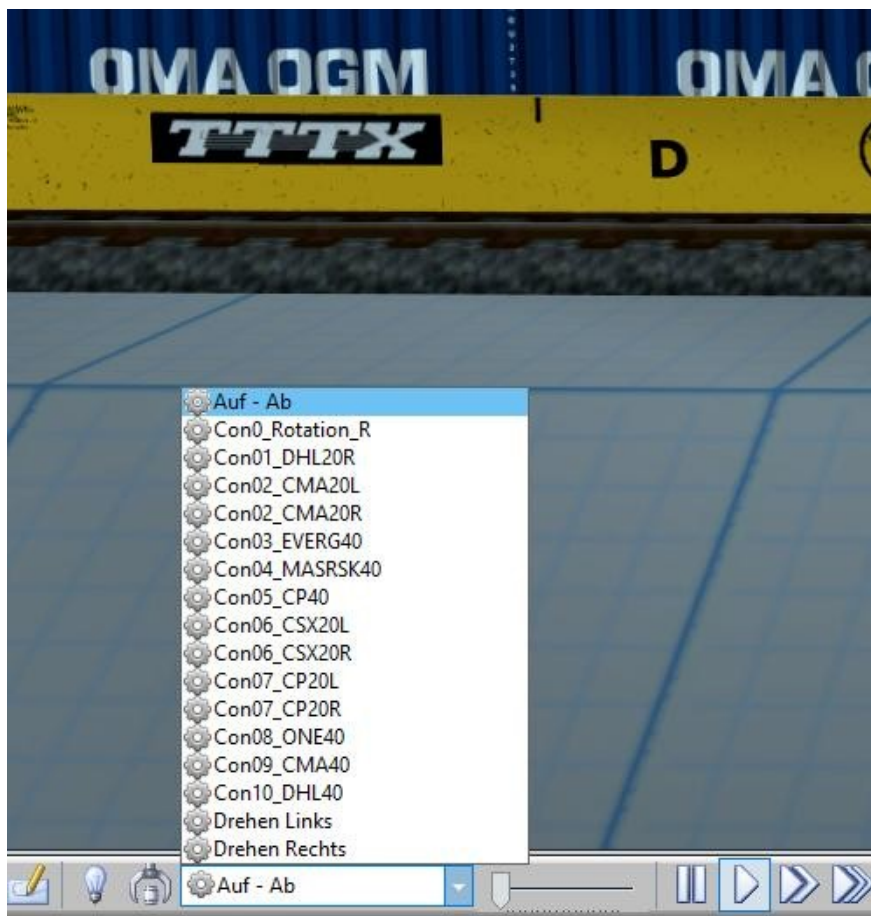 OMA OGM
OMA
TTTX
D
Auf - Ab
Con0_Rotation_R
Con01_DHL20R
Con02_CMA20L
Con02_CMA20R
Con03_EVERG40
Con04_MASRSK40
Con05_CP40
Con06_CSX20L
Con06_CSX20R
Con07_CP20L
Con07_CP20R
Con08_ONE40
Con09_CMA40
Con10_DHL40
Drehen Links
Drehen Rechts
Auf - Ab